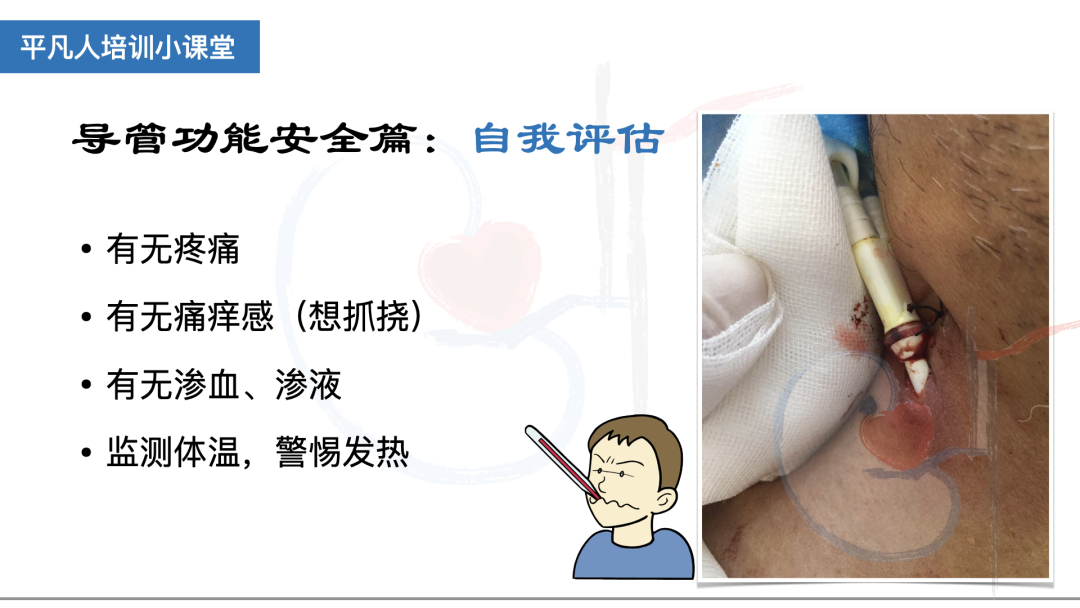 平凡人培训小课堂
导管功能安全篇：自我评估
• 有无疼痛
• 有无痛痒感（想抓挠）
• 有无渗血、渗液
• 监测体温，警惕发热